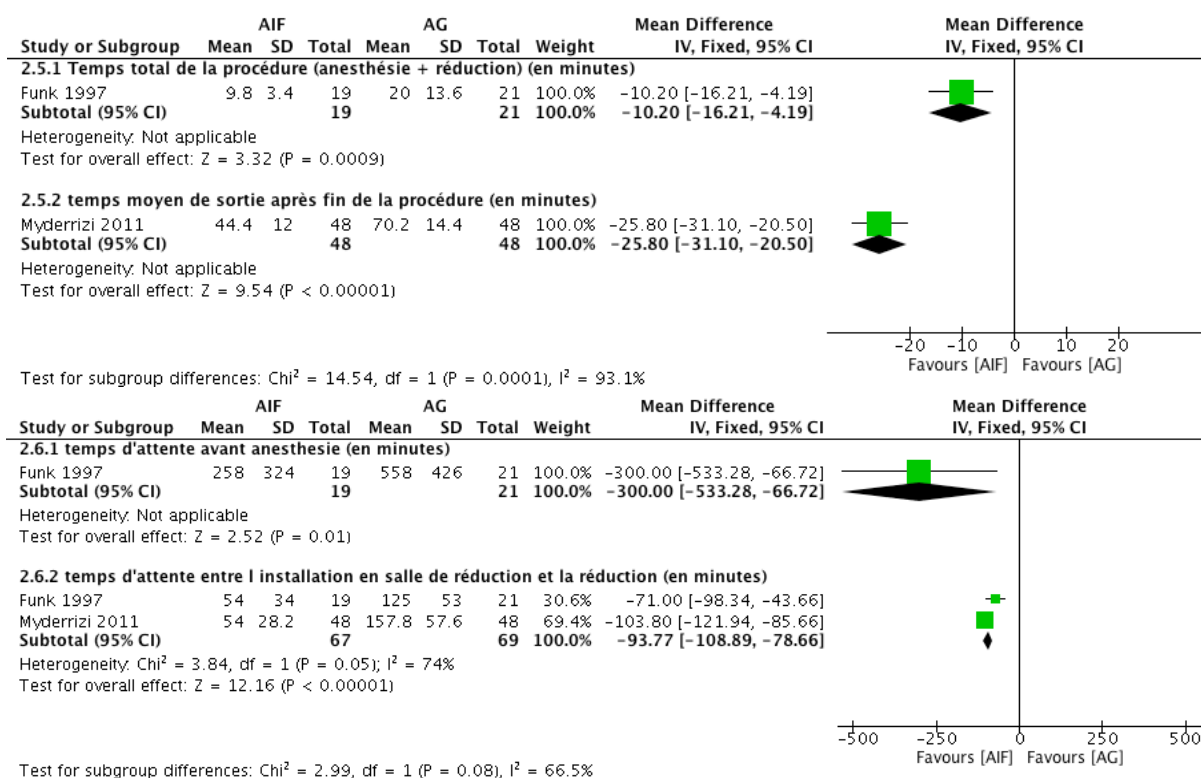 AIF AG Mean Difference Mean Difference
Study or Subgroup Mean SD Total Mean SD Total Weight IV, Fixed, 95% CI IV, Fixed, 95% CI
2.5.1 Temps total de la procédure (anesthésie + réduction) (en minutes)
Funk 1997 9.8 3.4 19 20 13.6 21 100.0% −10.20 [−16.21, −4.19]
Subtotal (95% CI) 19 21 100.0% −10.20 [−16.21, −4.19]
Heterogeneity: Not applicable
Test for overall effect: Z = 3.32 (P = 0.0009)
2.5.2 temps moyen de sortie après fin de la procédure (en minutes)
Myderrizi 2011 44.4 12 48 70.2 14.4 48 100.0% −25.80 [−31.10, −20.50]
Subtotal (95% CI) 48 48 100.0% −25.80 [−31.10, −20.50]
Heterogeneity: Not applicable
Test for overall effect: Z = 9.54 (P < 0.00001)
−20 −10 0 10 20
Favours [AIF] Favours [AG]
Test for subgroup differences: Chi² = 14.54, df = 1 (P = 0.0001), I² = 93.1%
AIF AG Mean Difference Mean Difference
Study or Subgroup Mean SD Total Mean SD Total Weight IV, Fixed, 95% CI IV, Fixed, 95% CI
2.6.1 temps d'attente avant anesthesie (en minutes)
Funk 1997 258 324 19 558 426 21 100.0% −300.00 [−533.28, −66.72]
Subtotal (95% CI) 19 21 100.0% −300.00 [−533.28, −66.72]
Heterogeneity: Not applicable
Test for overall effect: Z = 2.52 (P = 0.01)
2.6.2 temps d'attente entre l installation en salle de réduction et la réduction (en minutes)
Funk 1997 54 34 19 125 53 21 30.6% −71.00 [−98.34, −43.66]
Myderrizi 2011 54 28.2 48 157.8 57.6 48 69.4% −103.80 [−121.94, −85.66]
Subtotal (95% CI) 67 69 100.0% −93.77 [−108.89, −78.66]
Heterogeneity: Chi² = 3.84, df = 1 (P = 0.05); I² = 74%
Test for overall effect: Z = 12.16 (P < 0.00001)
−500 −250 0 250 500
Favours [AIF] Favours [AG]
Test for subgroup differences: Chi² = 2.99, df = 1 (P = 0.08), I² = 66.5%